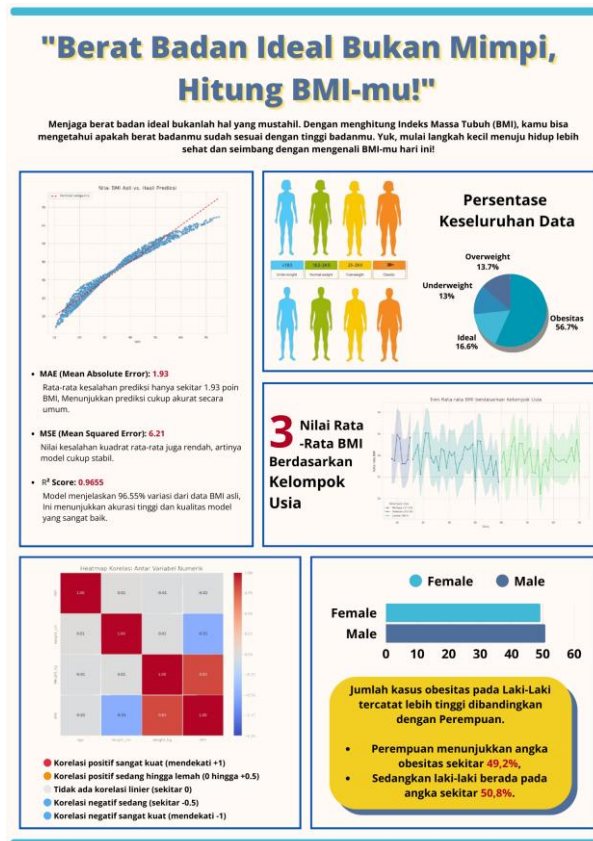 "Berat Badan Ideal Bukan Mimpi,
Hitung BMI-mu!"
Menjaga berat badan ideal bukanlah hal yang mustahil. Dengan menghitung Indeks Massa Tubuh (BMI), kamu bisa
mengetahui apakah berat badanmu sudah sesuai dengan tinggi badanmu. Yuk, mulai langkah kecil menuju hidup lebih
sehat dan seimbang dengan mengenali BMI-mu hari ini!
Nilai BMI Asli vs. Hasil Prediksi
• MAE (Mean Absolute Error): 1.93
Rata-rata kesalahan prediksi hanya sekitar 1.93 poin
BMI, Menunjukkan prediksi cukup akurat secara
umum.
• MSE (Mean Squared Error): 6.21
Nilai kesalahan kuadrat rata-rata juga rendah, artinya
model cukup stabil.
• R² Score: 0.9655
Model menjelaskan 96.55% variasi dari data BMI asli,
Ini menunjukkan akurasi tinggi dan kualitas model
yang sangat baik.
Persentase
Keseluruhan Data
Underweight
Overweight
13.7%
Underweight
13%
Ideal
16.6%
Obesitas
56.7%
3 Nilai Rata
-Rata BMI
Berdasarkan
Kelompok
Usia
Tren Rata-rata BMI berdasarkan Kelompok Usia
Heatmap Korelasi Antar Variabel Numerik
Korelasi positif sangat kuat (mendekati +1)
Korelasi positif sedang hingga lemah (0 hingga +0.5)
Tidak ada korelasi linier (sekitar 0)
Korelasi negatif sedang (sekitar -0.5)
Korelasi negatif sangat kuat (mendekati -1)
Female Male
Female
Male
0 10 20 30 40 50 60
Jumlah kasus obesitas pada Laki-Laki
tercatat lebih tinggi dibandingkan
dengan Perempuan.
• Perempuan menunjukkan angka
obesitas sekitar 49,2%,
• Sedangkan laki-laki berada pada
angka sekitar 50,8%.